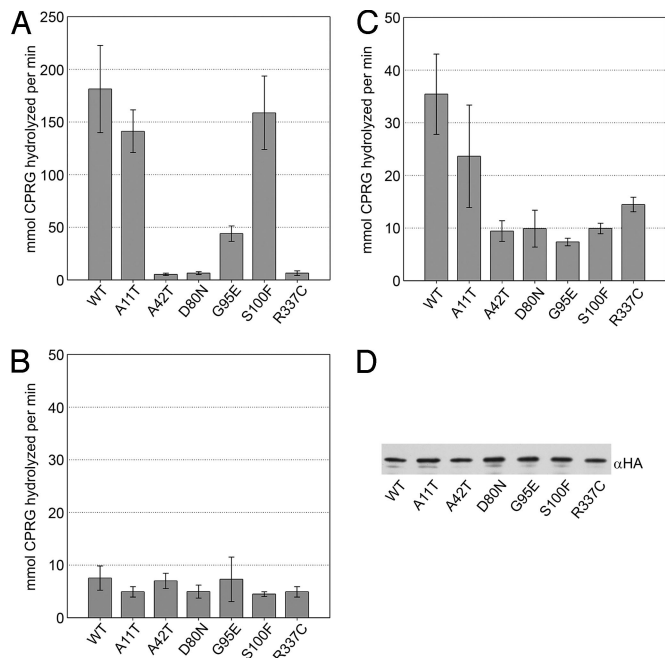 A
mmol CPRG hydrolyzed per min
250
200
150
100
50
0
WT
A11T
A42T
D80N
G95E
S100F
R337C
C
mmol CPRG hydrolyzed per min
50
40
30
20
10
0
WT
A11T
A42T
D80N
G95E
S100F
R337C
B
mmol CPRG hydrolyzed per min
50
40
30
20
10
0
WT
A11T
A42T
D80N
G95E
S100F
R337C
D
αHA
WT
A11T
A42T
D80N
G95E
S100F
R337C